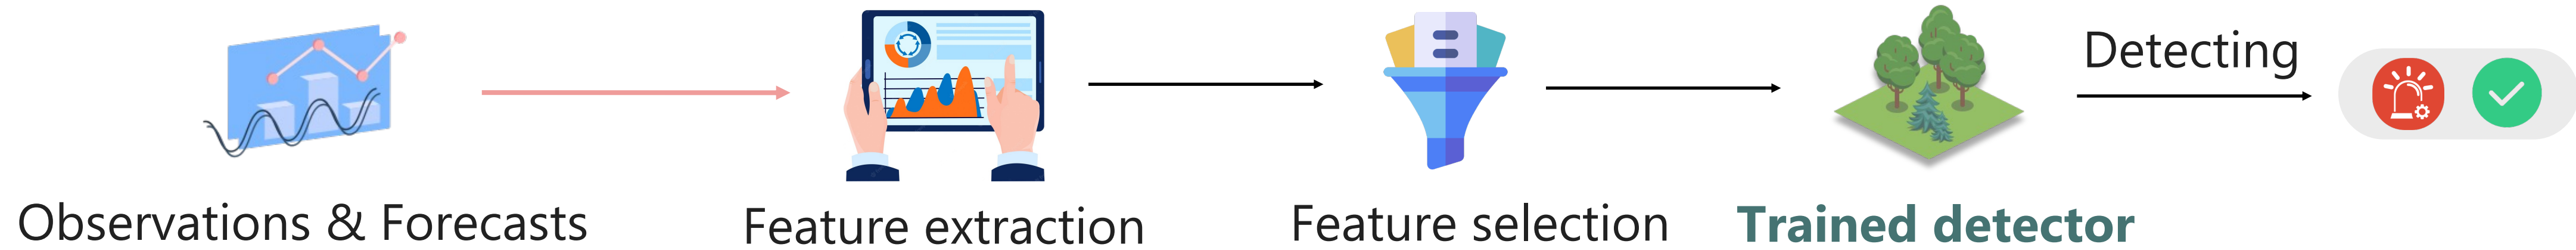 Detecting
Observations & Forecasts
Feature extraction
Feature selection
Trained detector